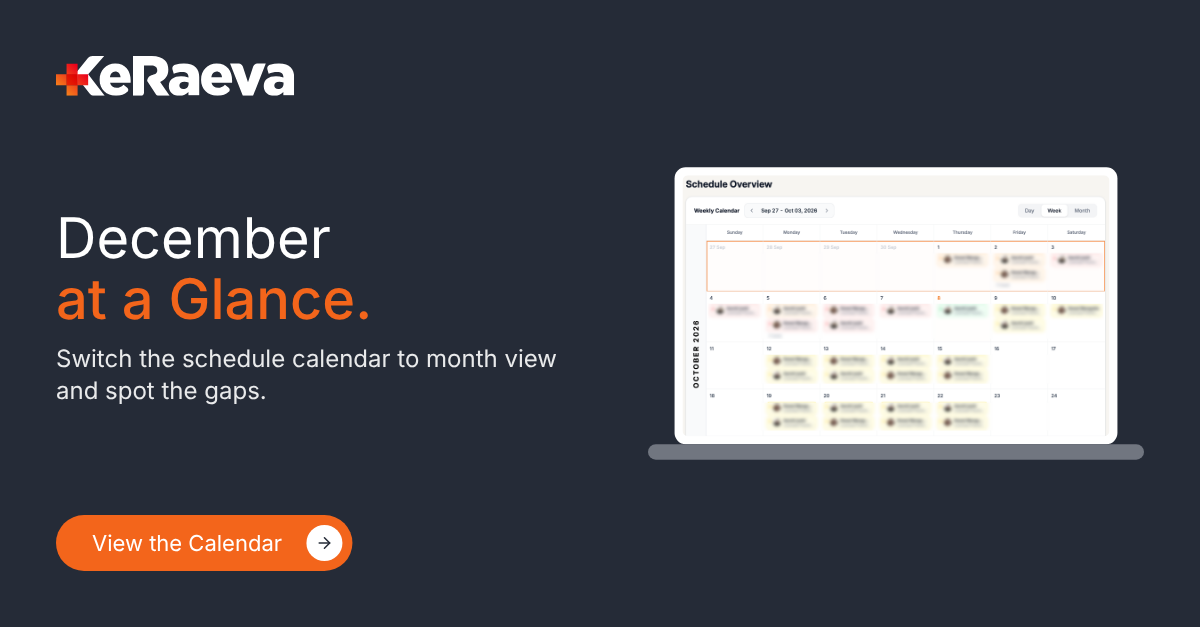 KeRaeva
December
at a Glance.
Switch the schedule calendar to month view
and spot the gaps.
View the Calendar
Schedule Overview
Weekly Calendar
Sep 27 – Oct 03, 2026
Day Week Month
Sunday Monday Tuesday Wednesday Thursday Friday Saturday
27 Sep 28 Sep 29 Sep 30 Sep 1 2 3
OCTOBER 2026
4 5 6 7 8 9 10
11 12 13 14 15 16 17
18 19 20 21 22 23 24